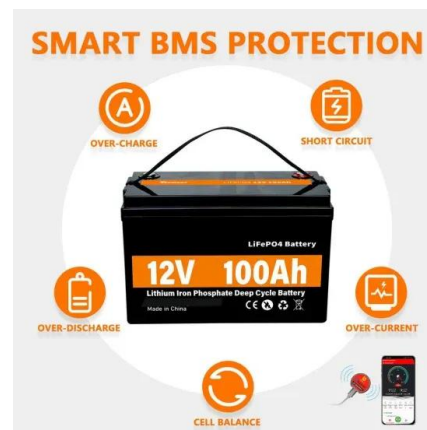 SMART BMS PROTECTION
A
OVER-CHARGE
SHORT CIRCUIT
LiFePO4 Battery
12V 100Ah
Lithium Iron Phosphate Deep Cycle Battery
Made in China
CE
OVER-DISCHARGE
OVER-CURRENT
CELL BALANCE